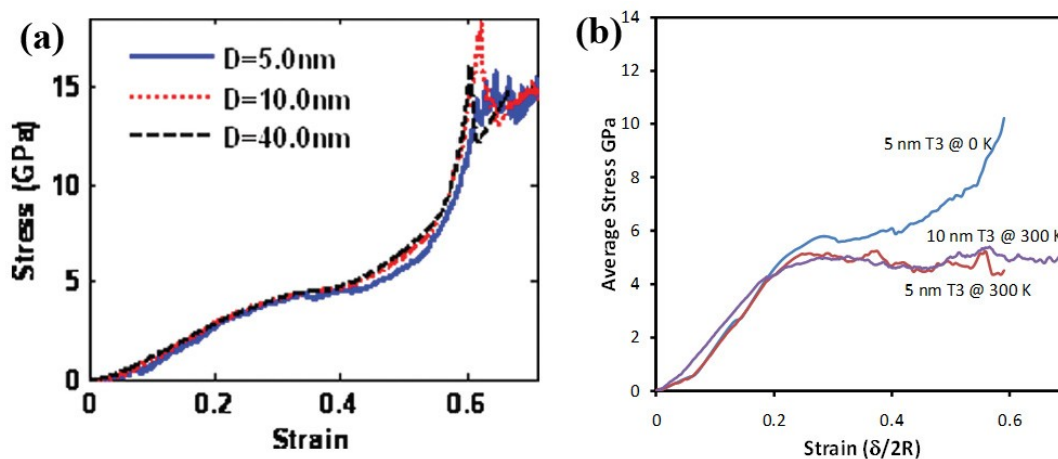 (a)
D=5.0nm
D=10.0nm
D=40.0nm
Stress (GPa)
15
10
5
0
0
0.2
0.4
0.6
Strain
(b)
Average Stress GPa
14
12
10
8
6
4
2
0
5 nm T3 @ 0 K
10 nm T3 @ 300 K
5 nm T3 @ 300 K
0
0.2
0.4
0.6
Strain (δ/2R)